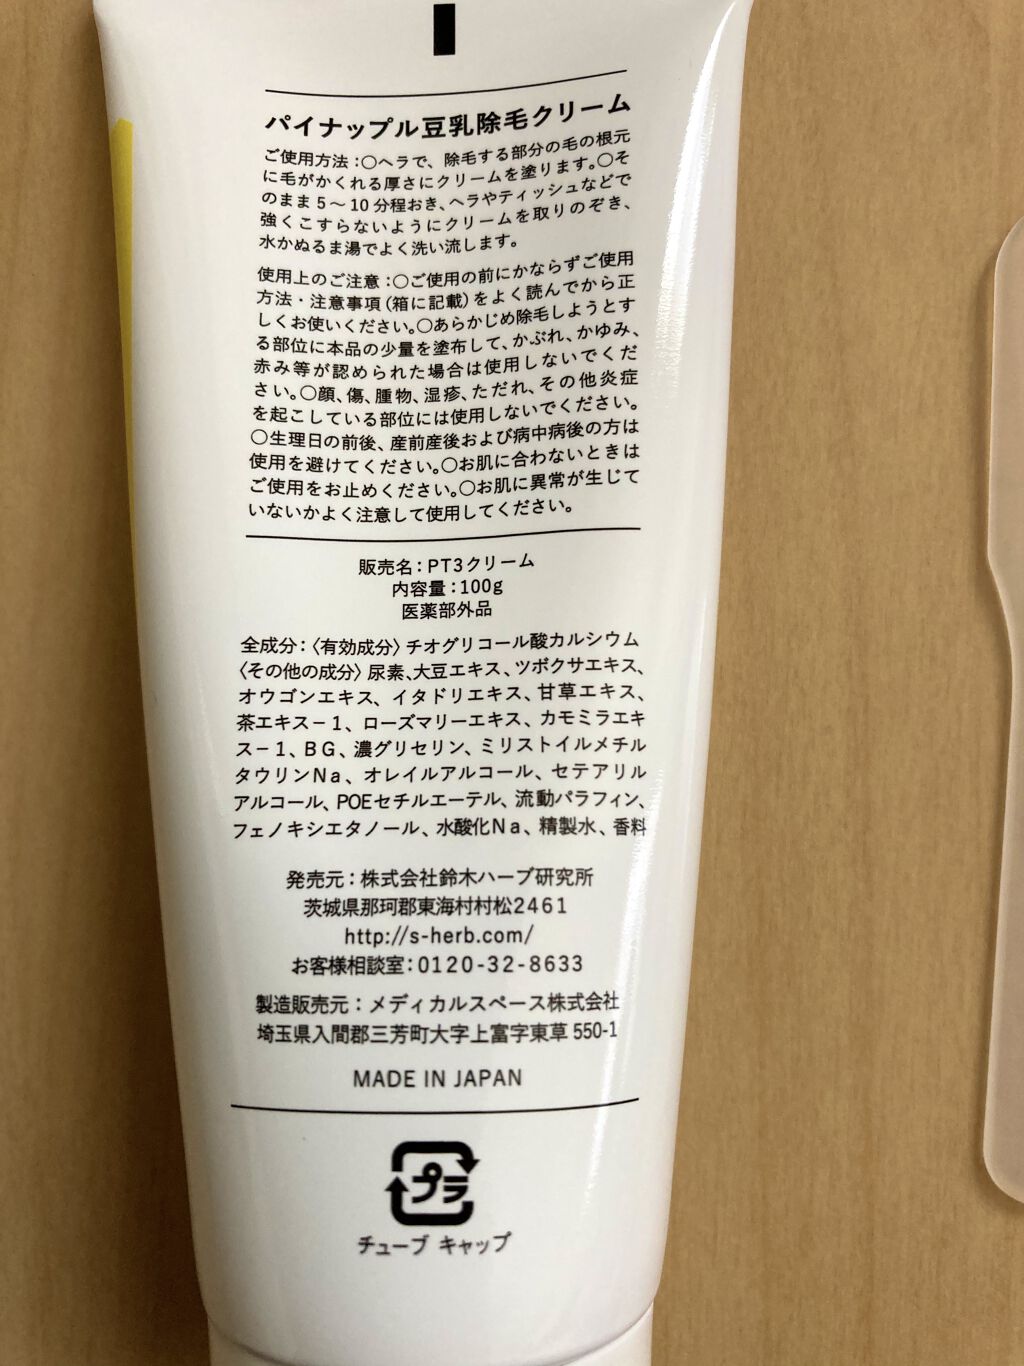 パイナップル豆乳除毛クリーム
ご使用方法：○ヘラで、除毛する部分の毛の根元
に毛がかくれる厚さにクリームを塗ります。○そ
のまま5～10分程おき、ヘラやティッシュなどで
強くこすらないようにクリームを取りのぞき、
水かぬるま湯でよく洗い流します。
使用上のご注意：○ご使用の前にかならずご使用
方法・注意事項（箱に記載）をよく読んでから正
しくお使いください。○あらかじめ除毛しようとす
る部位に本品の少量を塗布して、かぶれ、かゆみ、
赤み等が認められた場合は使用しないでくだ
さい。○顔、傷、腫物、湿疹、ただれ、その他炎症
を起こしている部位には使用しないでください。
○生理日の前後、産前産後および病中病後の方は
使用を避けてください。○お肌に合わないときは
ご使用をお止めください。○お肌に異常が生じて
いないかよく注意して使用してください。
販売名：PT3クリーム
内容量：100g
医薬部外品
全成分：〈有効成分〉チオグリコール酸カルシウム
〈その他の成分〉尿素、大豆エキス、ツボクサエキス、
オウゴンエキス、イタドリエキス、甘草エキス、
茶エキス－1、ローズマリーエキス、カモミラエキ
ス－1、BG、濃グリセリン、ミリストイルメチル
タウリンNa、オレイルアルコール、セテアリル
アルコール、POEセチルエーテル、流動パラフィン、
フェノキシエタノール、水酸化Na、精製水、香料
発売元：株式会社鈴木ハーブ研究所
茨城県那珂郡東海村村松2461
http://s-herb.com/
お客様相談室：0120-32-8633
製造販売元：メディカルスペース株式会社
埼玉県入間郡三芳町大字上富字東草550-1
MADE IN JAPAN
プラ
チューブ キャップ